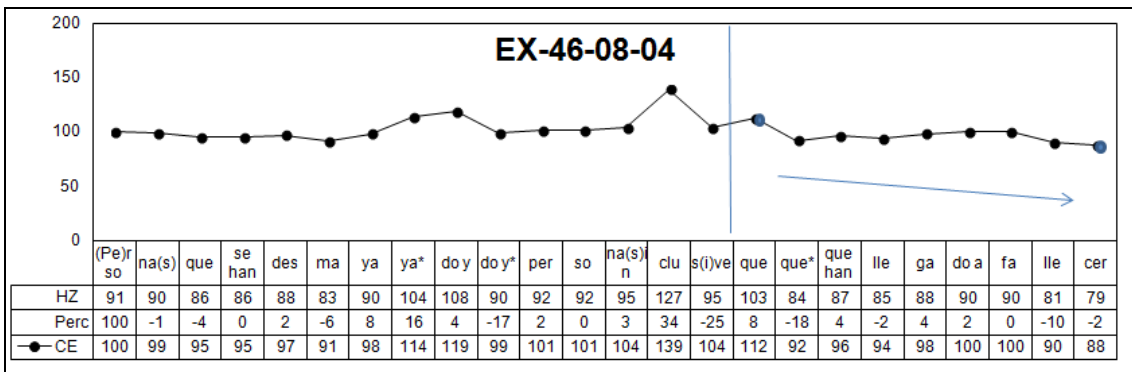 EX-46-08-04
200
150
100
50
0
(Pe)r so na(s) que se han des ma ya ya* do y do y* per so na(s)i n clu s(i)ve que que* que han lle ga do a fa lle cer
HZ 91 90 86 86 88 83 90 104 108 90 92 92 95 127 95 103 84 87 85 88 90 90 81 79
Perc 100 -1 -4 0 2 -6 8 16 4 -17 2 0 3 34 -25 8 -18 4 -2 4 2 0 -10 -2
CE 100 99 95 95 97 91 98 114 119 99 101 101 104 139 104 112 92 96 94 98 100 100 90 88